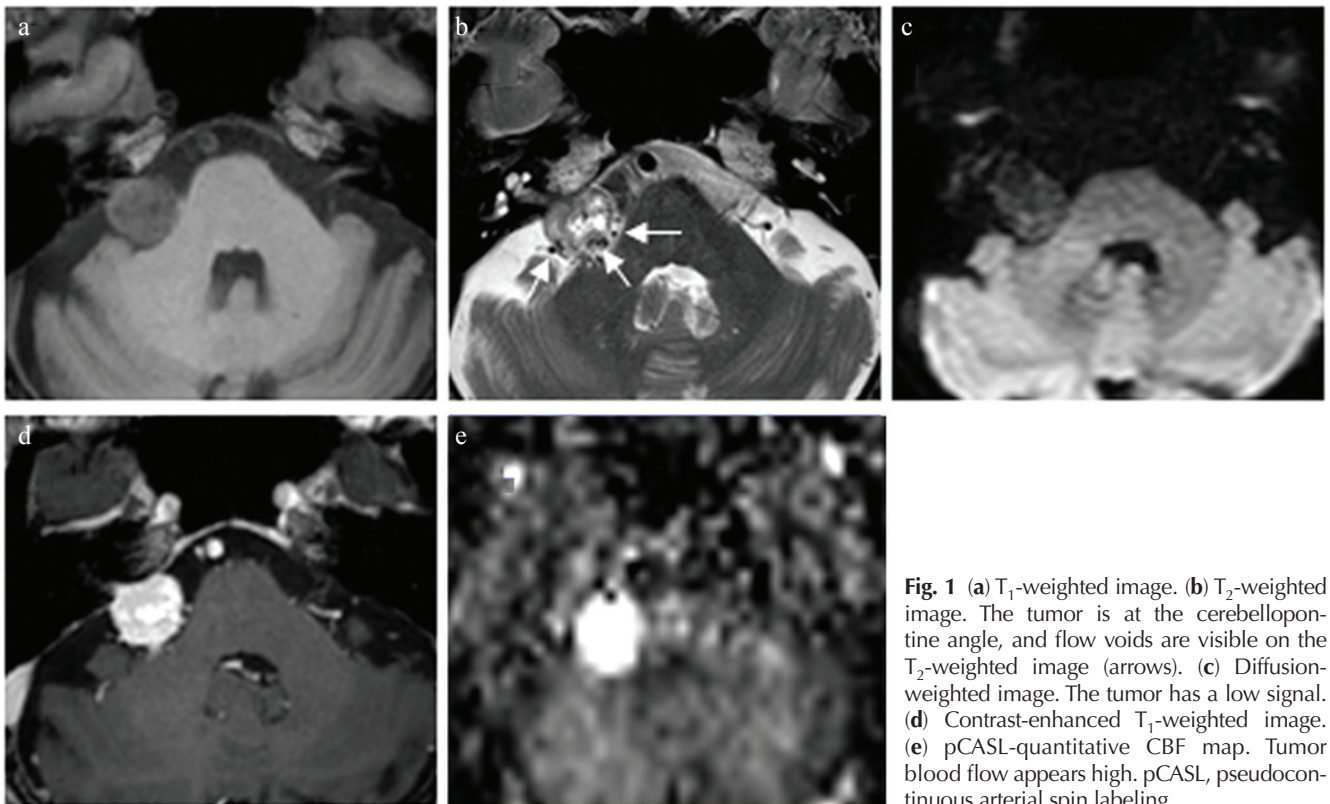 a
b
c
d
e
Fig. 1 (a) T₁-weighted image. (b) T₂-weighted
image. The tumor is at the cerebellopon-
tine angle, and flow voids are visible on the
T₂-weighted image (arrows). (c) Diffusion-
weighted image. The tumor has a low signal.
(d) Contrast-enhanced T₁-weighted image.
(e) pCASL-quantitative CBF map. Tumor
blood flow appears high. pCASL, pseudocon-
tinuous arterial spin labeling